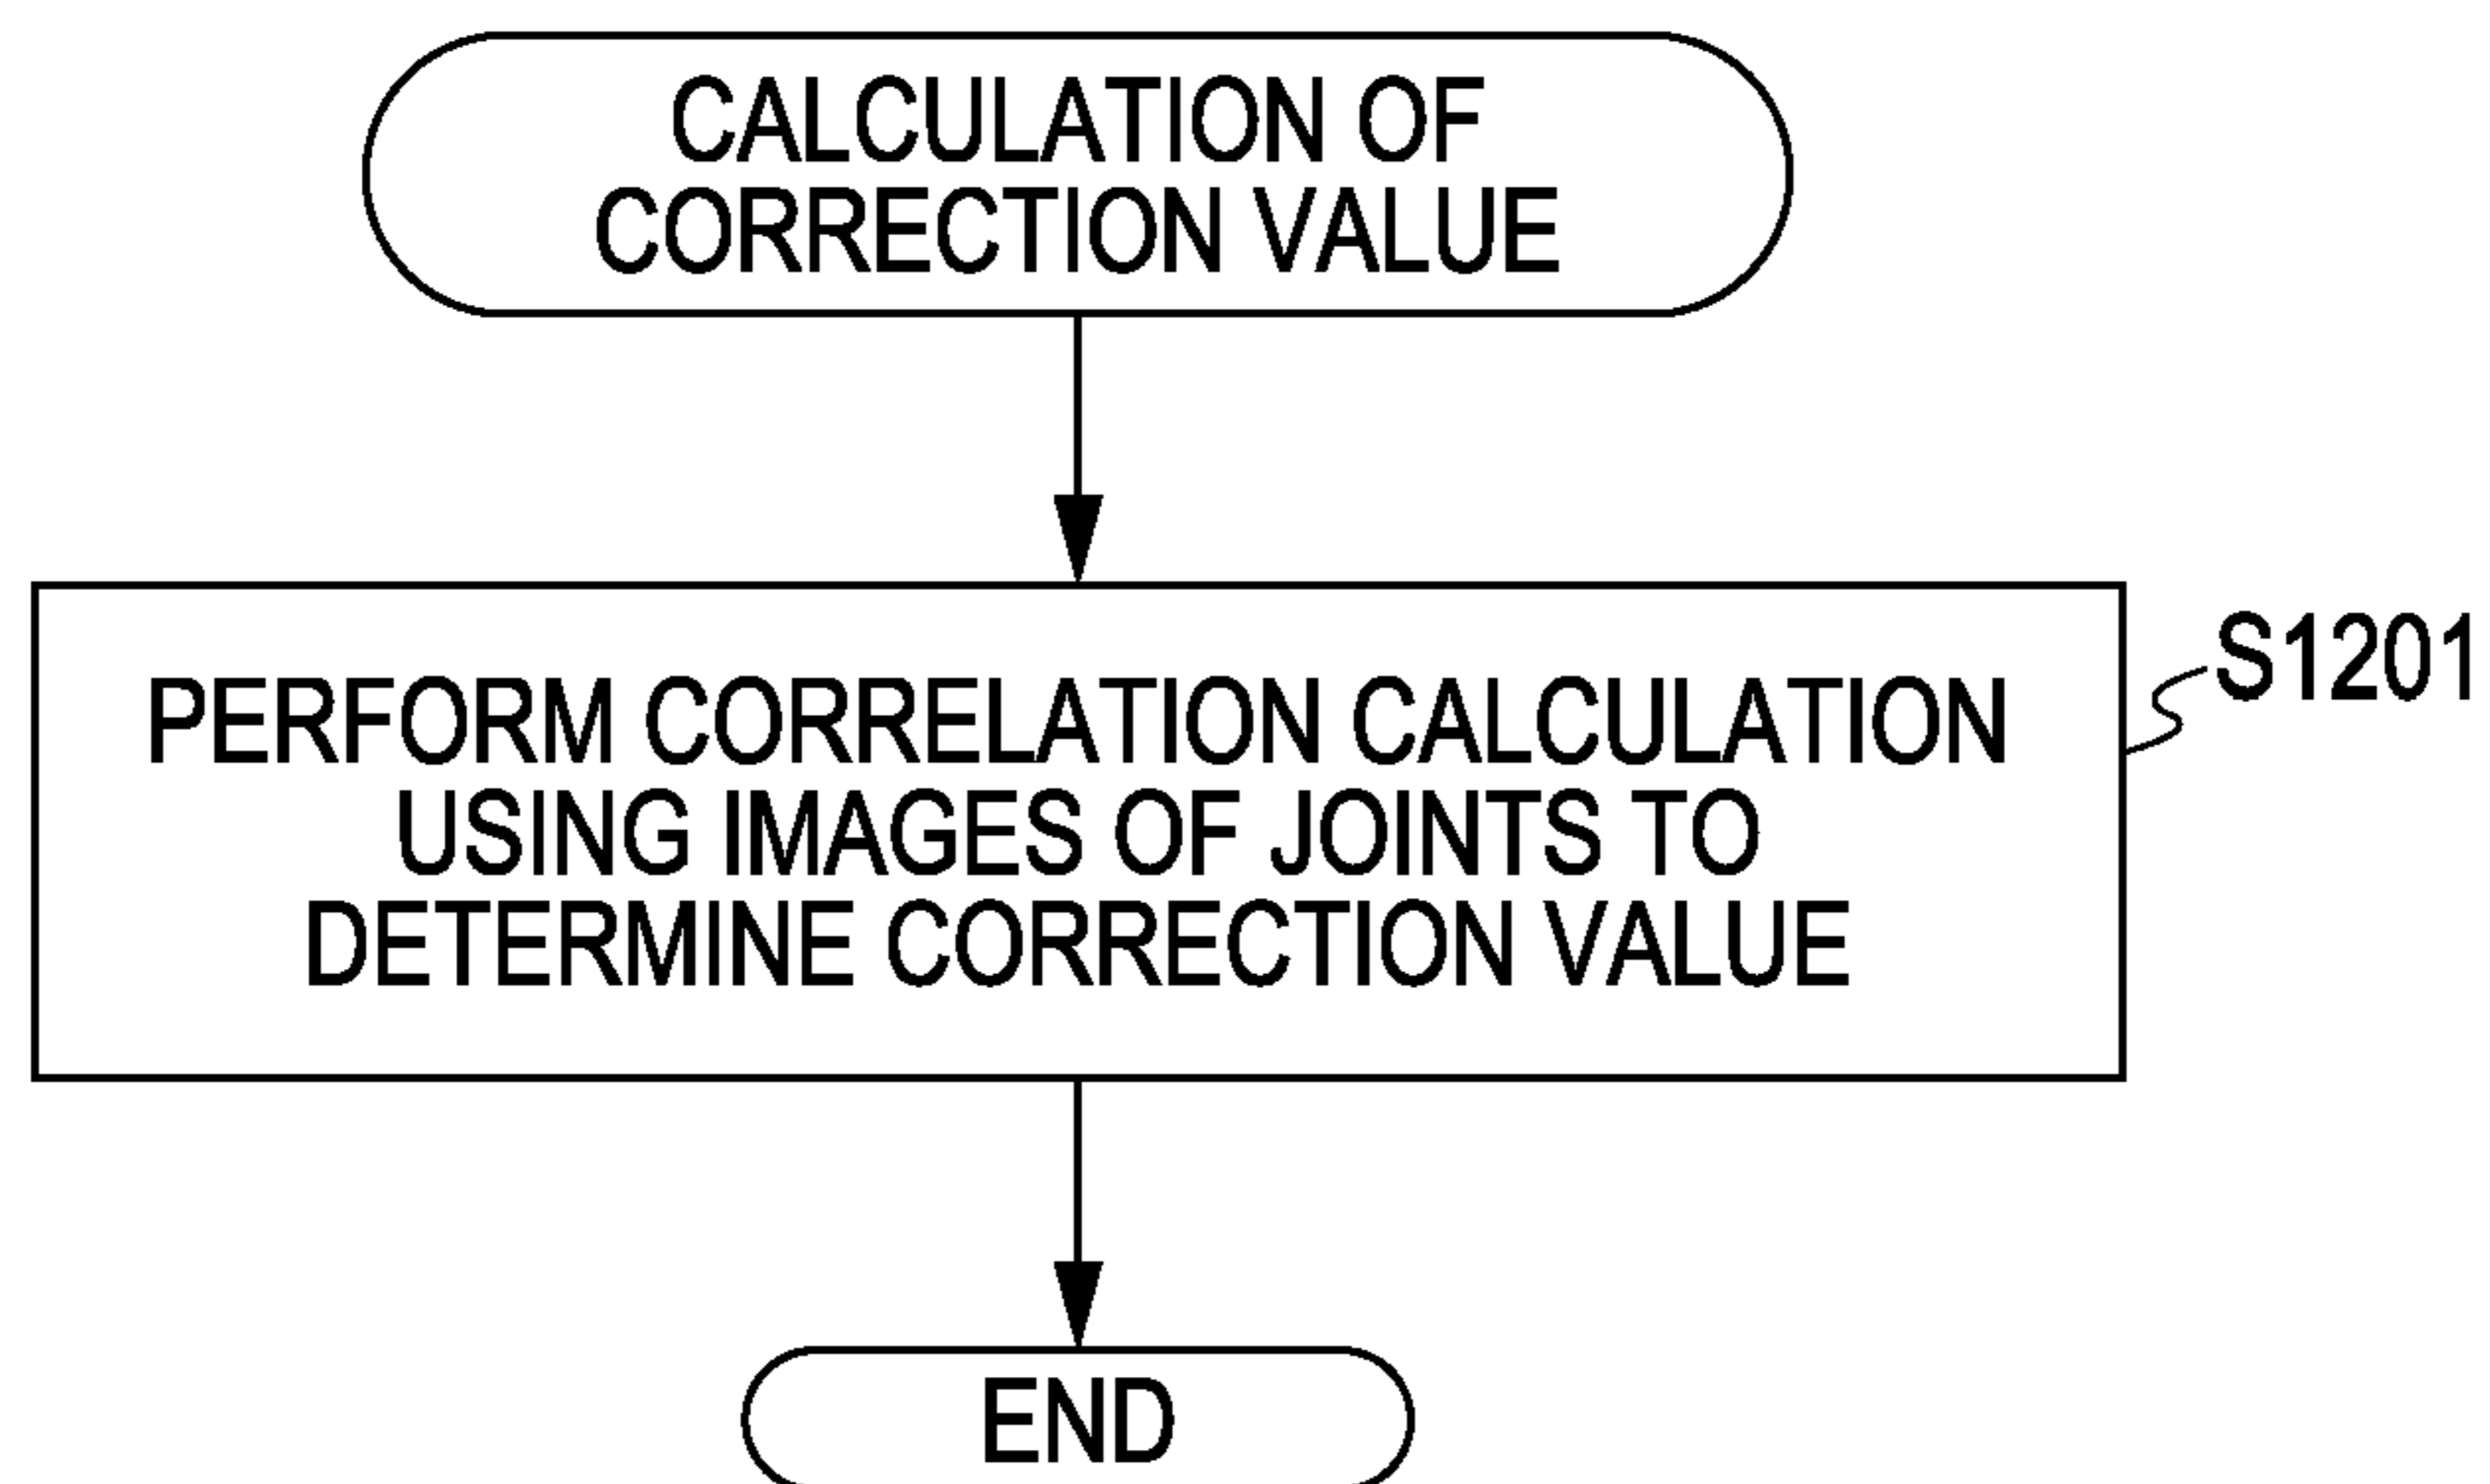 CALCULATION OF
CORRECTION VALUE
S1201
PERFORM CORRELATION CALCULATION
USING IMAGES OF JOINTS TO
DETERMINE CORRECTION VALUE
END